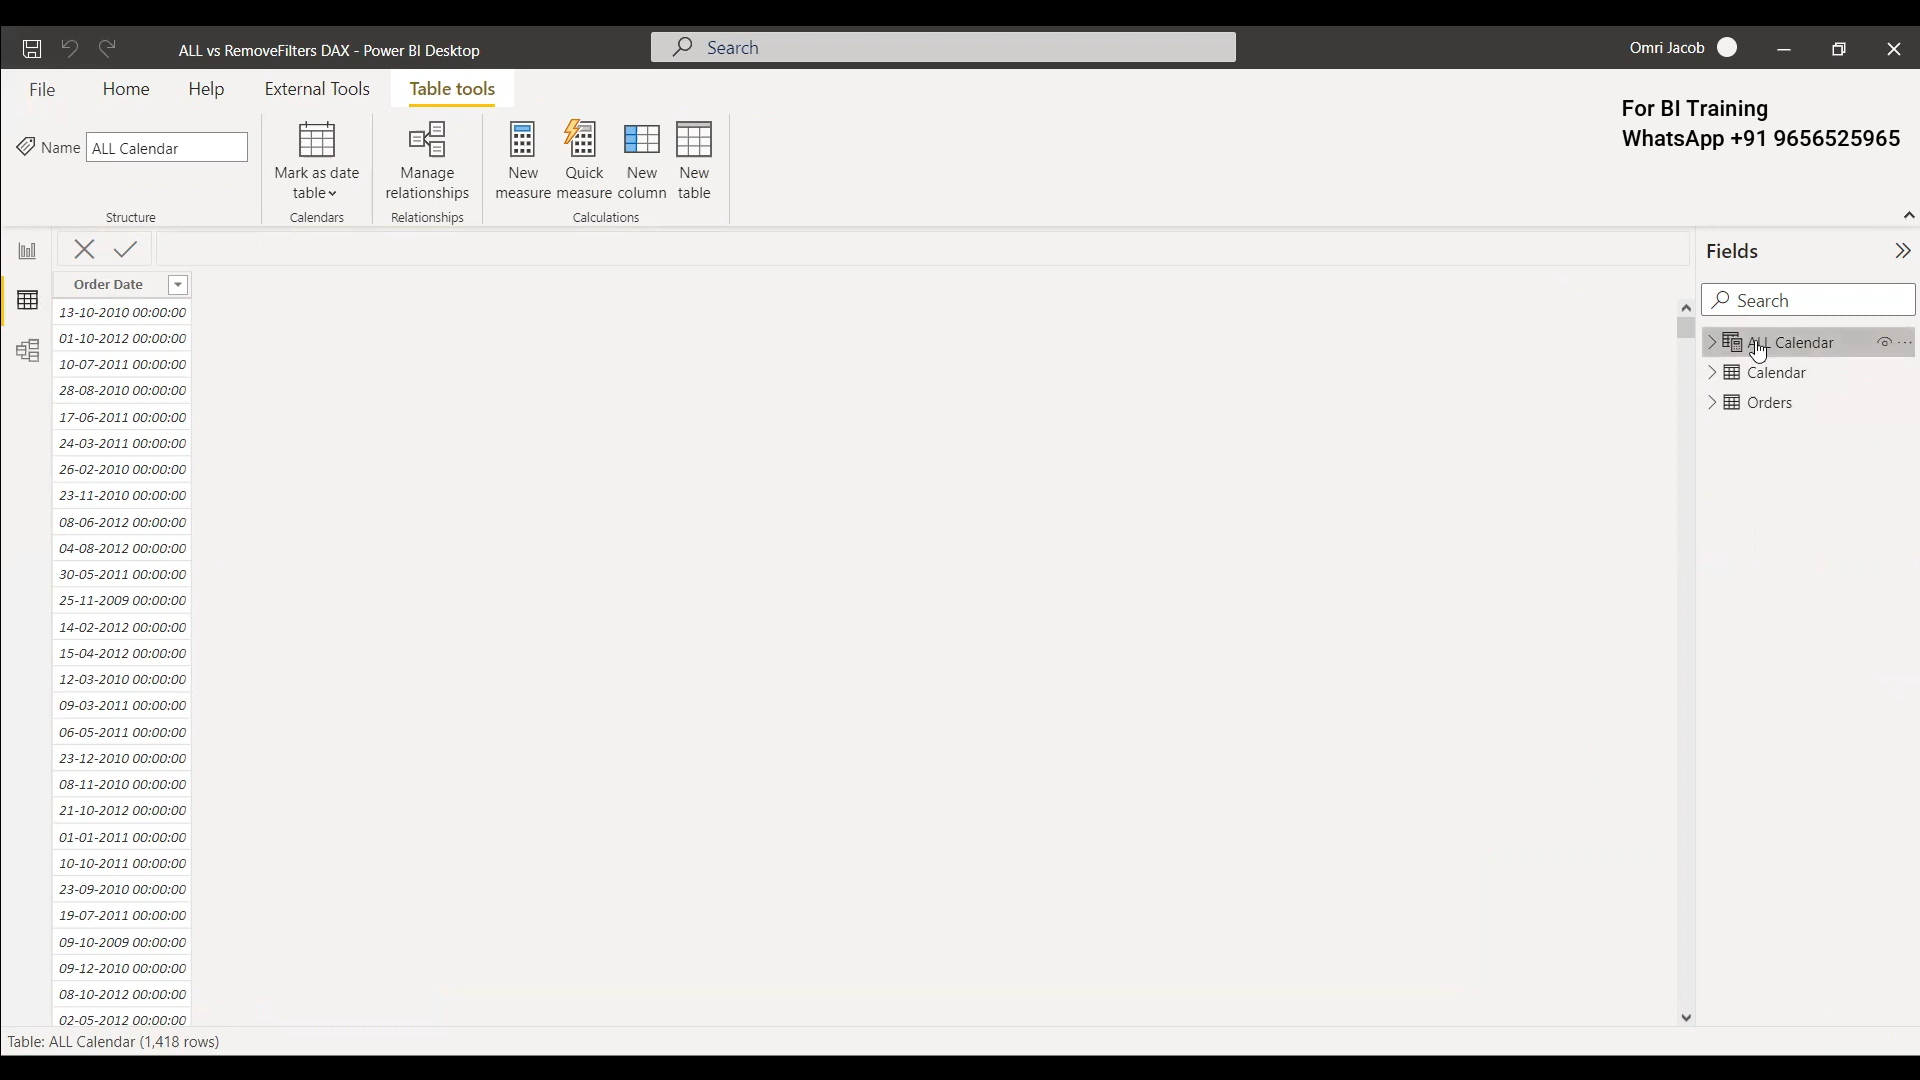 ALL vs RemoveFilters DAX - Power BI Desktop
Search
Omri Jacob
File Home Help External Tools Table tools
For BI Training
WhatsApp +91 9656525965
Name ALL Calendar
Mark as date
table
Manage
relationships
New
measure
Quick
measure
New
column
New
table
Structure Calendars Relationships Calculations
Fields
Search
ALL Calendar
Calendar
Orders
Order Date
13-10-2010 00:00:00
01-10-2012 00:00:00
10-07-2011 00:00:00
28-08-2010 00:00:00
17-06-2011 00:00:00
24-03-2011 00:00:00
26-02-2010 00:00:00
23-11-2010 00:00:00
08-06-2012 00:00:00
04-08-2012 00:00:00
30-05-2011 00:00:00
25-11-2009 00:00:00
14-02-2012 00:00:00
15-04-2012 00:00:00
12-03-2010 00:00:00
09-03-2011 00:00:00
06-05-2011 00:00:00
23-12-2010 00:00:00
08-11-2010 00:00:00
21-10-2012 00:00:00
01-01-2011 00:00:00
10-10-2011 00:00:00
23-09-2010 00:00:00
19-07-2011 00:00:00
09-10-2009 00:00:00
09-12-2010 00:00:00
08-10-2012 00:00:00
02-05-2012 00:00:00
Table: ALL Calendar (1,418 rows)